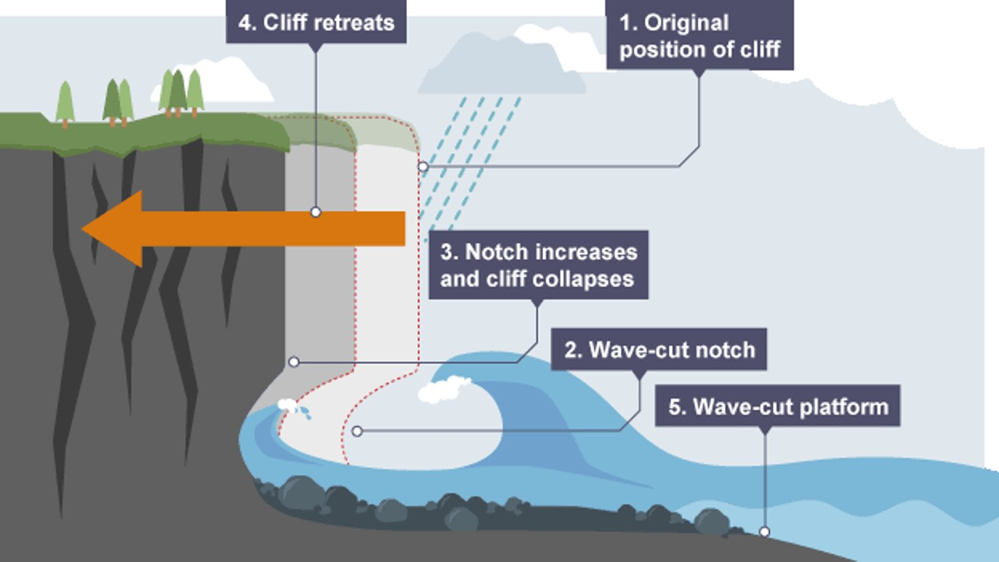 4. Cliff retreats
1. Original
position of cliff
3. Notch increases
and cliff collapses
2. Wave-cut notch
5. Wave-cut platform